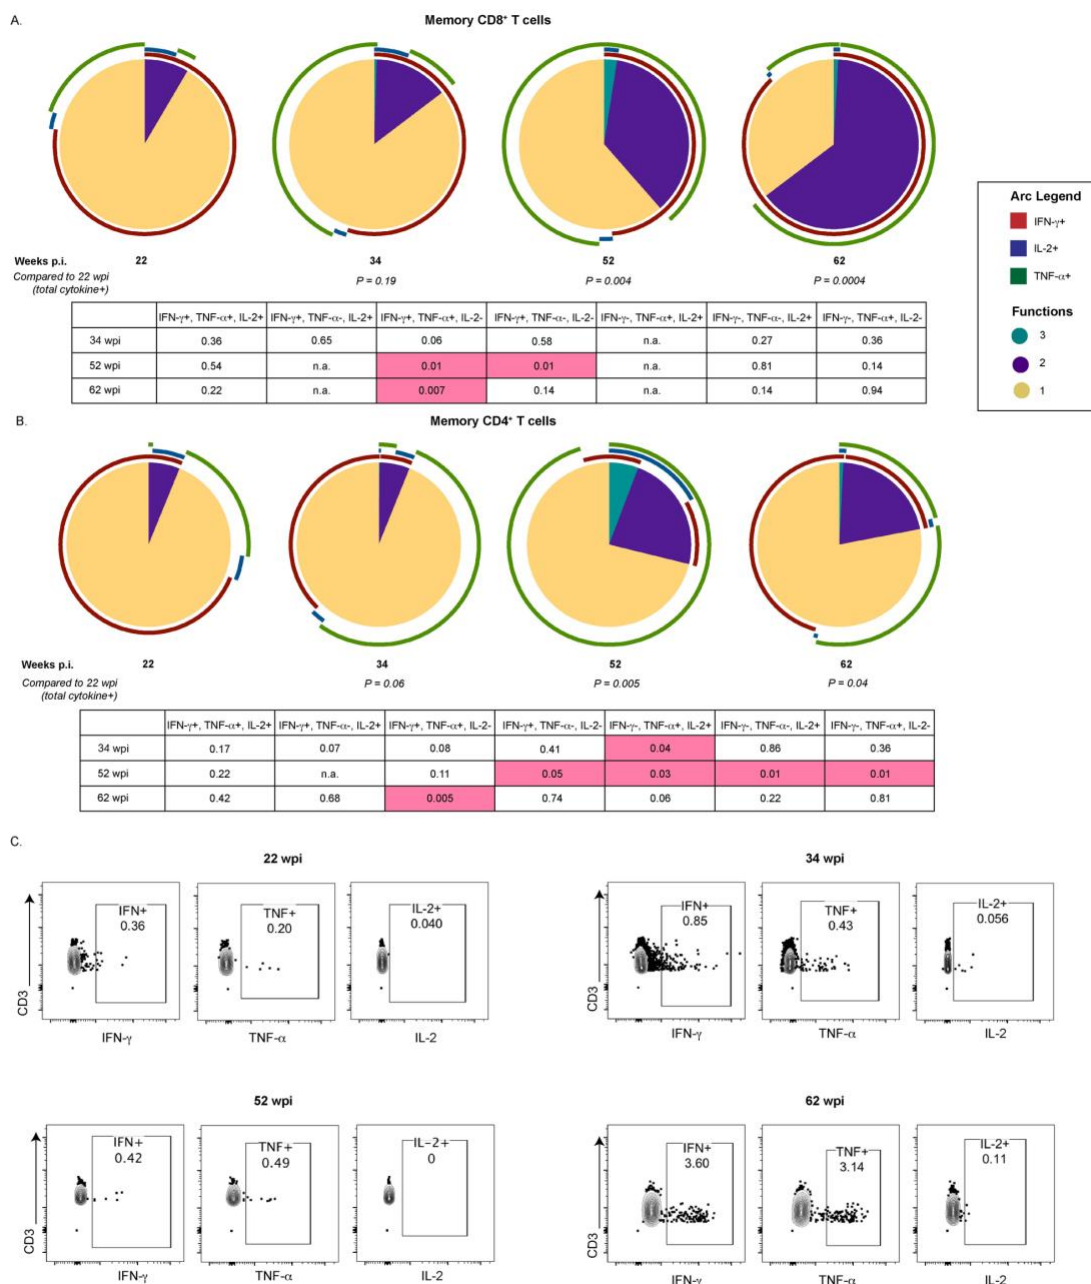 A.
Memory CD8⁺ T cells
Weeks p.i. 22 34 52 62
Compared to 22 wpi
(total cytokine+)
P = 0.19 P = 0.004 P = 0.0004
Arc Legend
IFN-γ+
IL-2+
TNF-α+
Functions
3
2
1
IFN-γ+, TNF-α+, IL-2+ IFN-γ+, TNF-α-, IL-2+ IFN-γ+, TNF-α+, IL-2- IFN-γ+, TNF-α-, IL-2- IFN-γ-, TNF-α+, IL-2+ IFN-γ-, TNF-α-, IL-2+ IFN-γ-, TNF-α+, IL-2-
34 wpi 0.36 0.65 0.06 0.58 n.a. 0.27 0.36
52 wpi 0.54 n.a. 0.01 0.01 n.a. 0.81 0.14
62 wpi 0.22 n.a. 0.007 0.14 n.a. 0.14 0.94
B.
Memory CD4⁺ T cells
Weeks p.i. 22 34 52 62
Compared to 22 wpi
(total cytokine+)
P = 0.06 P = 0.005 P = 0.04
IFN-γ+, TNF-α+, IL-2+ IFN-γ+, TNF-α-, IL-2+ IFN-γ+, TNF-α+, IL-2- IFN-γ+, TNF-α-, IL-2- IFN-γ-, TNF-α+, IL-2+ IFN-γ-, TNF-α-, IL-2+ IFN-γ-, TNF-α+, IL-2-
34 wpi 0.17 0.07 0.08 0.41 0.04 0.86 0.36
52 wpi 0.22 n.a. 0.11 0.05 0.03 0.01 0.01
62 wpi 0.42 0.68 0.005 0.74 0.06 0.22 0.81
C.
22 wpi
IFN+
0.36
TNF+
0.20
IL-2+
0.040
CD3
IFN-γ TNF-α IL-2
34 wpi
IFN+
0.85
TNF+
0.43
IL-2+
0.056
CD3
IFN-γ TNF-α IL-2
52 wpi
IFN+
0.42
TNF+
0.49
IL-2+
0
CD3
IFN-γ TNF-α IL-2
62 wpi
IFN+
3.60
TNF+
3.14
IL-2+
0.11
CD3
IFN-γ TNF-α IL-2